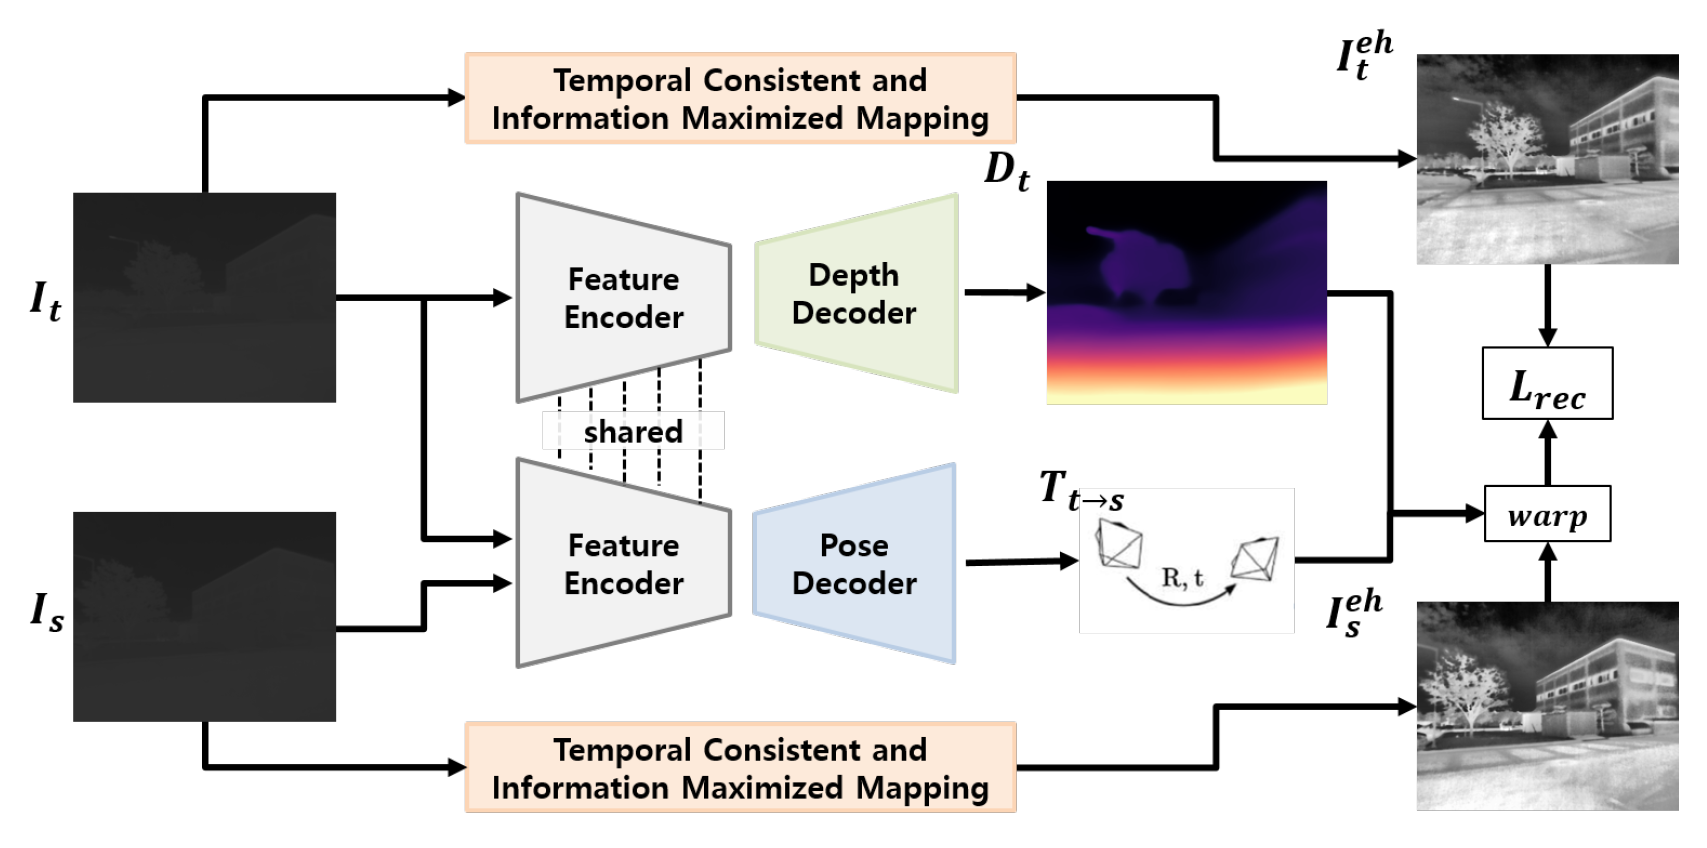 Temporal Consistent and
Information Maximized Mapping
I_t^{eh}
D_t
I_t
Feature
Encoder
Depth
Decoder
L_{rec}
shared
T_{t→s}
warp
I_s
Feature
Encoder
Pose
Decoder
R, t
I_s^{eh}
Temporal Consistent and
Information Maximized Mapping